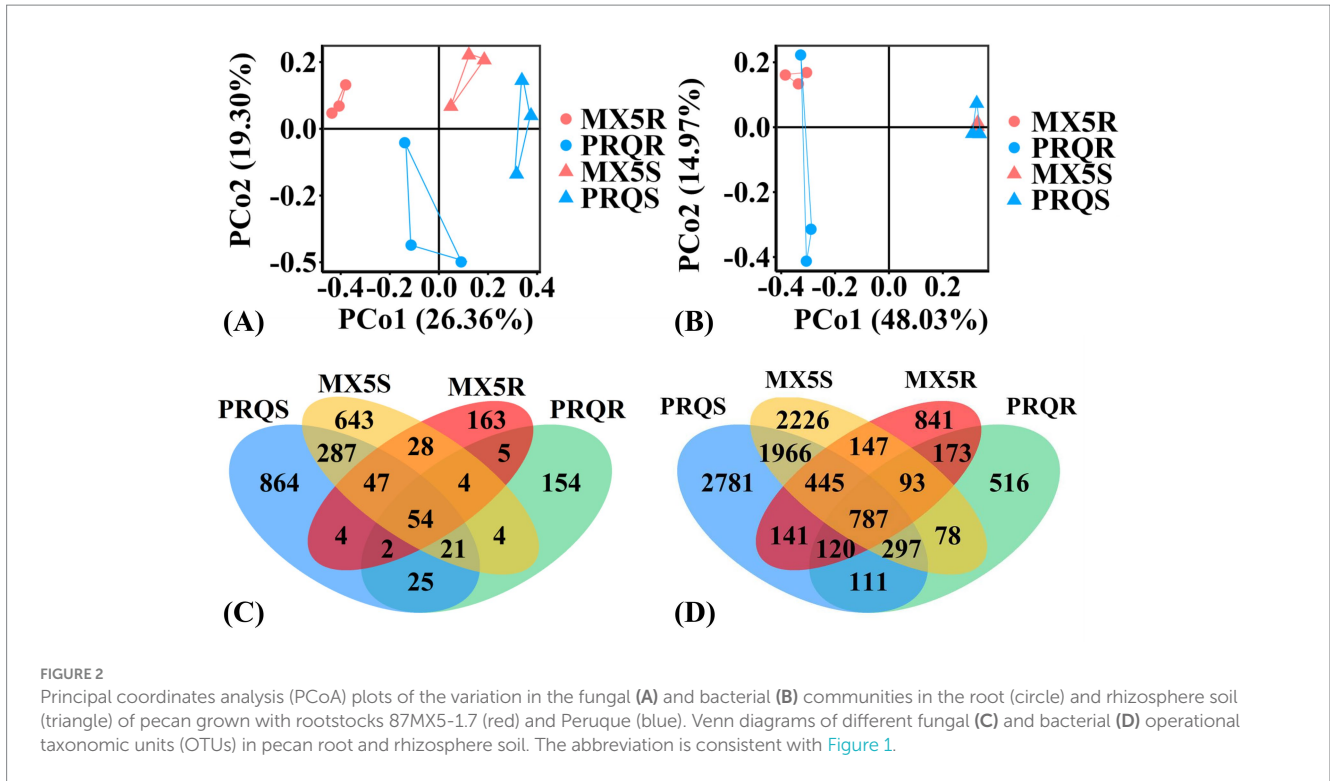 0.2
0.0
-0.2
-0.5
PCo2 (19.30%)
-0.4 -0.2 0.0 0.2 0.4
PCo1 (26.36%)
MX5R
PRQR
MX5S
PRQS
(A)
0.2
0.0
-0.2
-0.4
PCo2 (14.97%)
-0.4 -0.2 0.0 0.2
PCo1 (48.03%)
MX5R
PRQR
MX5S
PRQS
(B)
PRQS MX5S MX5R PRQR
643 163
287 28 5
864 47 4 154
54
4 2 21 4
25
(C)
PRQS MX5S MX5R PRQR
2226 841
1966 147 173
2781 445 93 516
787
141 120 297 78
111
(D)
FIGURE 2
Principal coordinates analysis (PCoA) plots of the variation in the fungal (A) and bacterial (B) communities in the root (circle) and rhizosphere soil
(triangle) of pecan grown with rootstocks 87MX5-1.7 (red) and Peruque (blue). Venn diagrams of different fungal (C) and bacterial (D) operational
taxonomic units (OTUs) in pecan root and rhizosphere soil. The abbreviation is consistent with Figure 1.